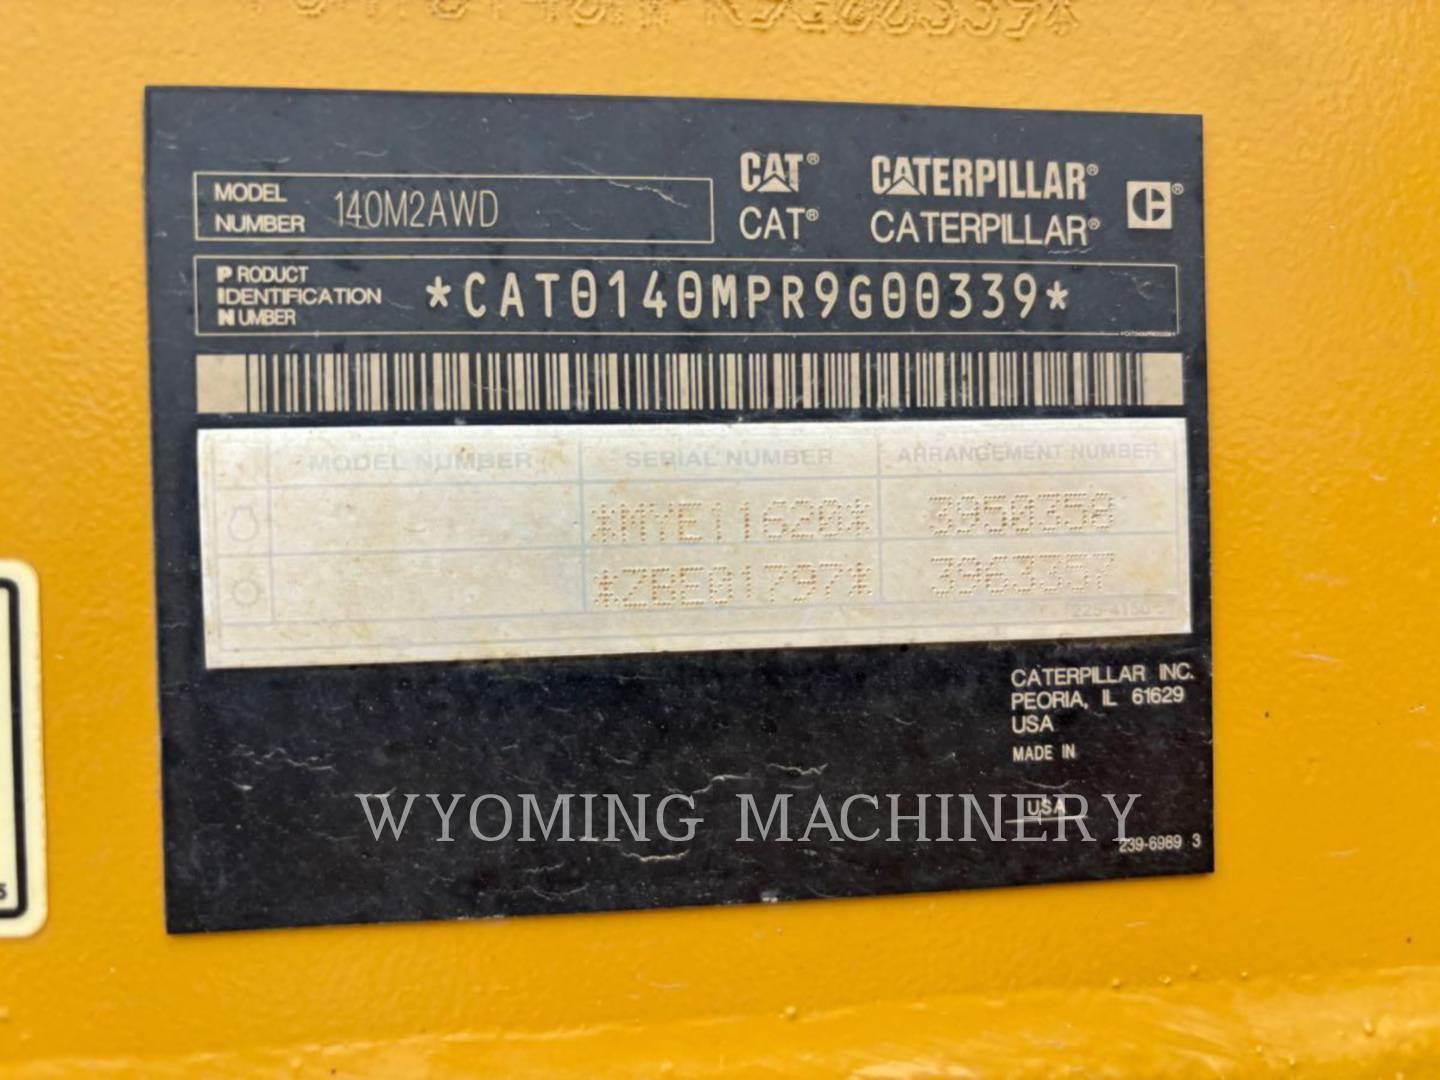 MODEL NUMBER 140M2AWD
CAT® CATERPILLAR®
CAT® CATERPILLAR®
PRODUCT IDENTIFICATION NUMBER *CAT0140MPR9G00339*
MODEL NUMBER SERIAL NUMBER ARRANGEMENT NUMBER
*MYE11620* 3950358
*ZBE01797* 3963357
225-4150
CATERPILLAR INC.
PEORIA, IL 61629
USA
MADE IN
USA
WYOMING MACHINERY
239-6989 3